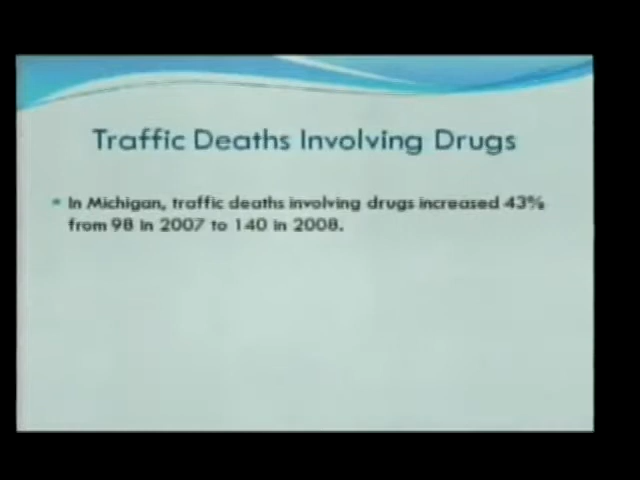 Traffic Deaths Involving Drugs
In Michigan, traffic deaths involving drugs increased 43%
from 98 in 2007 to 140 in 2008.